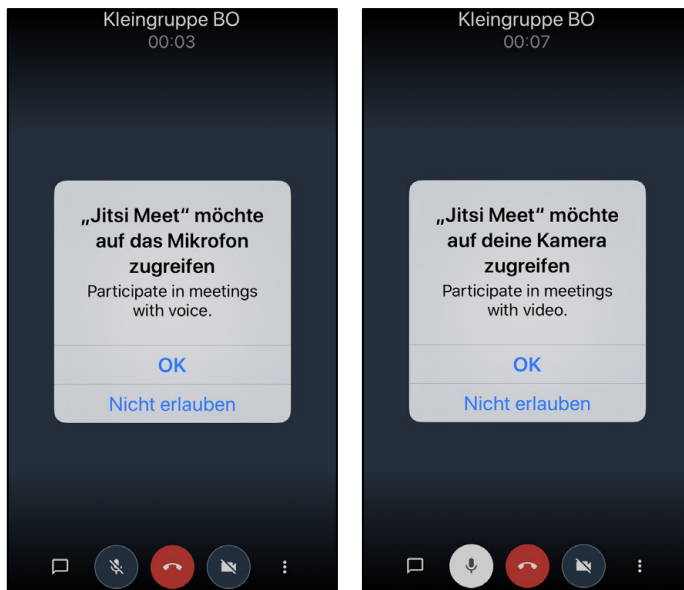 Kleingruppe BO
00:03
„Jitsi Meet“ möchte
auf das Mikrofon
zugreifen
Participate in meetings
with voice.
OK
Nicht erlauben
Kleingruppe BO
00:07
„Jitsi Meet“ möchte
auf deine Kamera
zugreifen
Participate in meetings
with video.
OK
Nicht erlauben